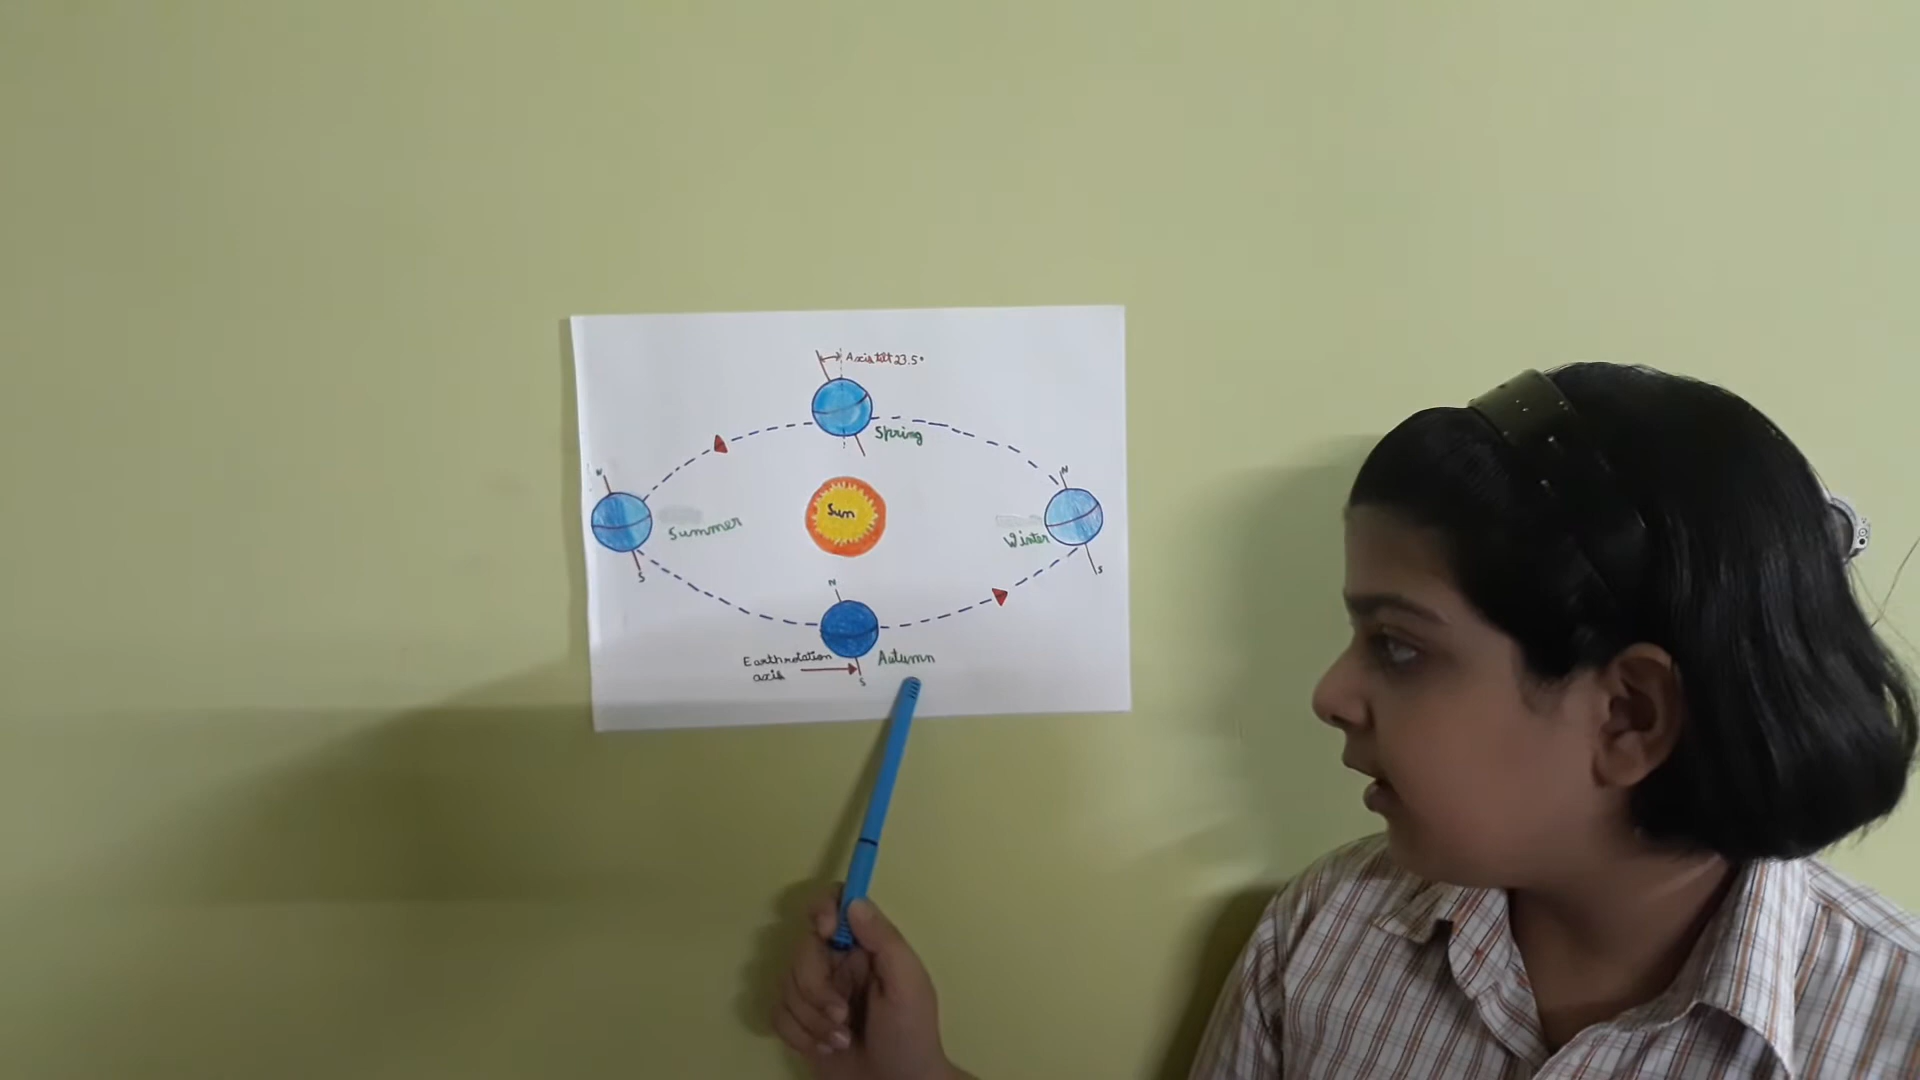 Axis tilt 23.5°
Spring
N
N
Summer
Sun
Winter
S
S
N
Earth rotation
axis
Autumn
S